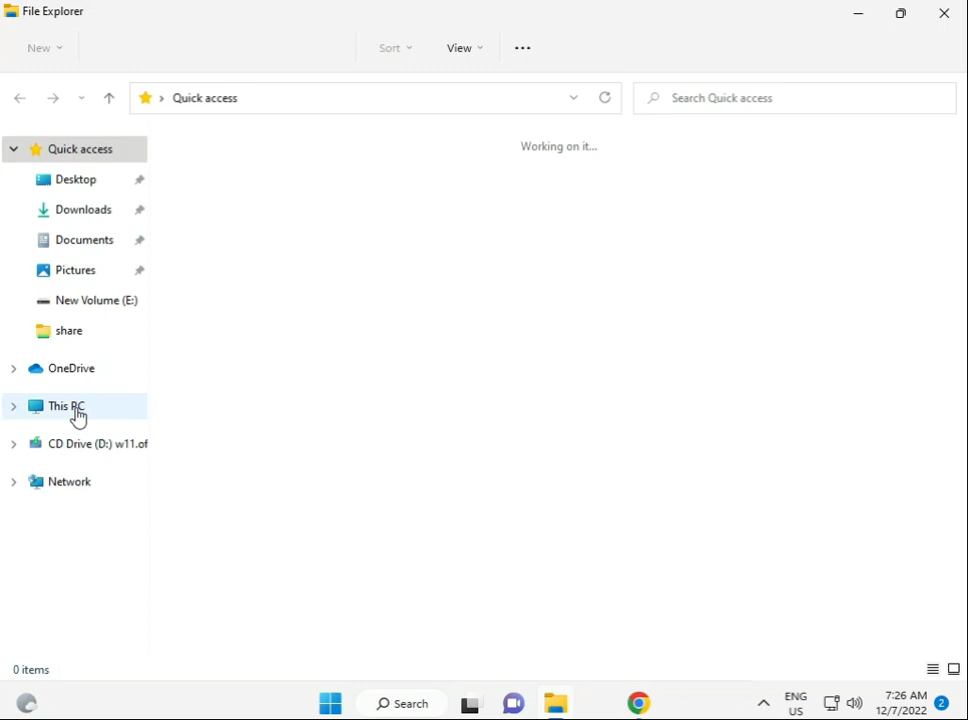 File Explorer
New
Sort
View
Quick access
Search Quick access
Quick access
Working on it...
Desktop
Downloads
Documents
Pictures
New Volume (E:)
share
OneDrive
This PC
CD Drive (D:) w11.of
Network
0 items
Search
ENG
US
7:26 AM
12/7/2022
2